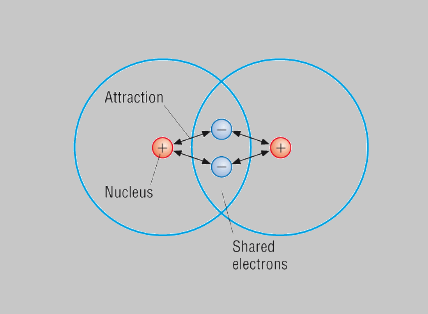 Attraction
−
+
+
−
Nucleus
Shared
electrons